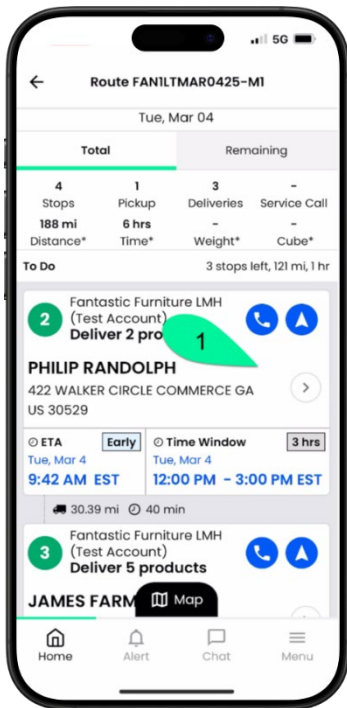 5G
Route FAN1LTMAR0425-M1
Tue, Mar 04
Total Remaining
4 1 3 -
Stops Pickup Deliveries Service Call
188 mi 6 hrs - -
Distance* Time* Weight* Cube*
To Do 3 stops left, 121 mi, 1 hr
Fantastic Furniture LMH
2 (Test Account)
Deliver 2 pro
1
PHILIP RANDOLPH
422 WALKER CIRCLE COMMERCE GA
US 30529
ETA Early Time Window 3 hrs
Tue, Mar 4 Tue, Mar 4
9:42 AM EST 12:00 PM - 3:00 PM EST
30.39 mi 40 min
Fantastic Furniture LMH
3 (Test Account)
Deliver 5 products
JAMES FARM Map
Home Alert Chat Menu